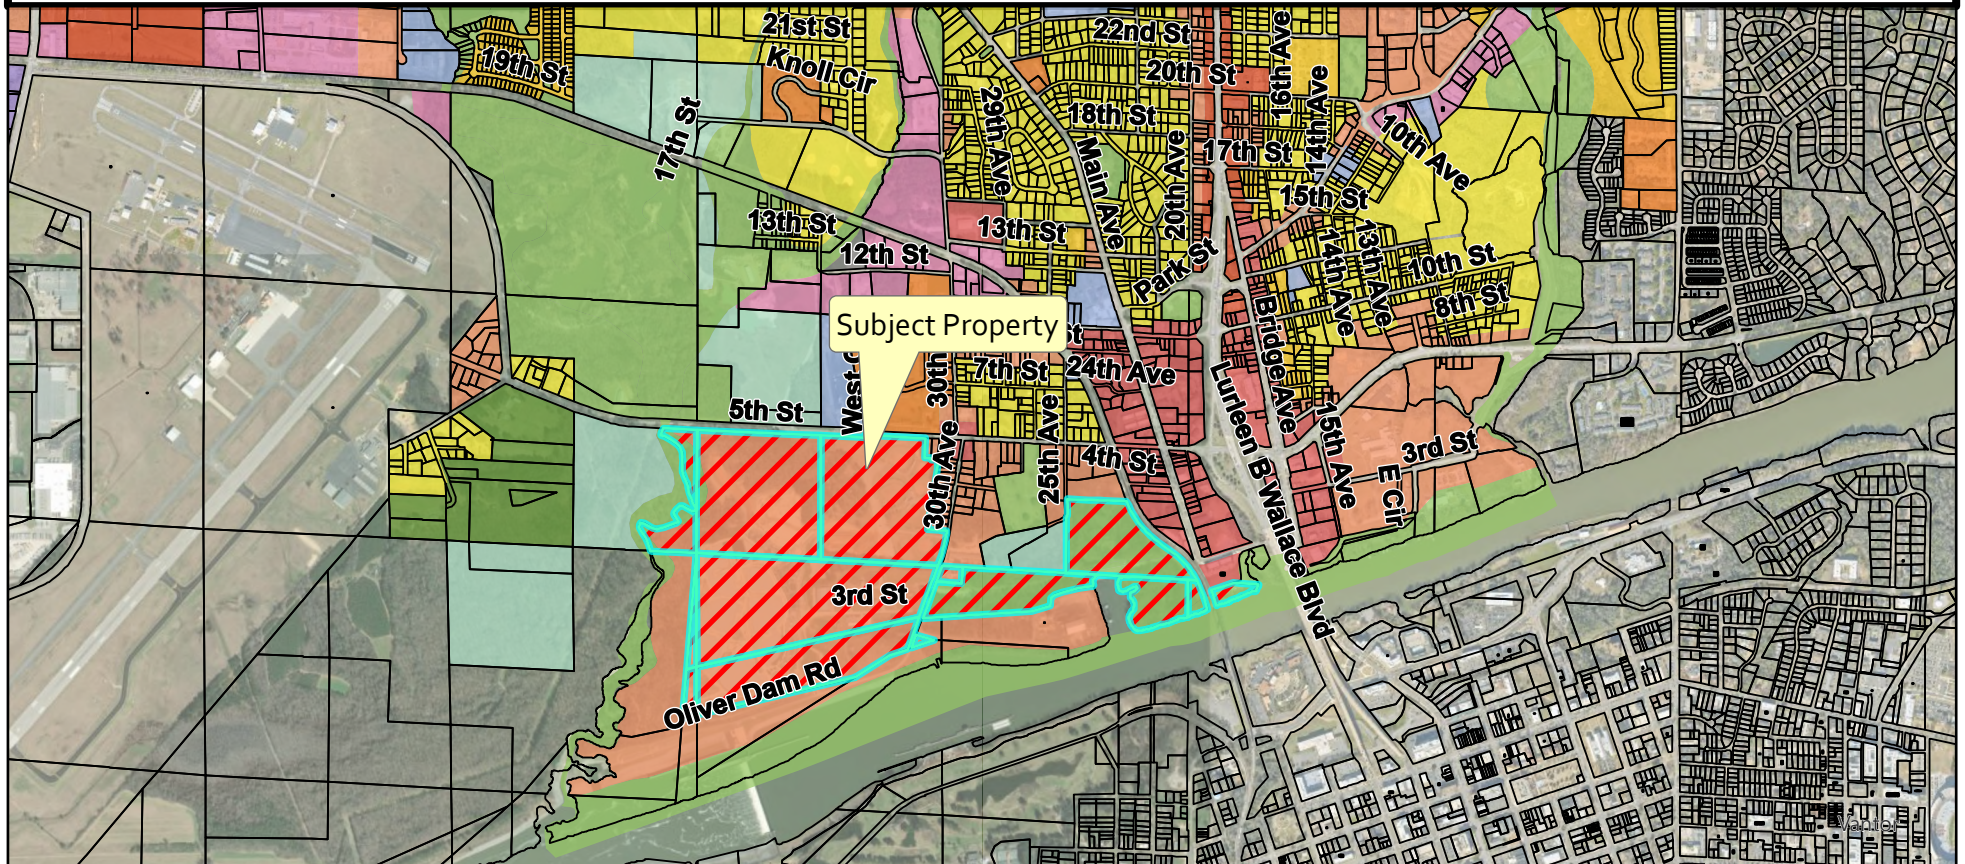 21st St
22nd St
16th Ave
19th St
Knoll Cir
20th St
17th St
29th Ave
18th St
14th Ave
10th Ave
Main Ave
20th Ave
17th St
15th St
13th St
13th St
12th St
Park St
14th Ave
13th Ave
10th St
8th St
Subject Property
st
Bridge Ave
West C
30th
7th St
24th Ave
Lurleen B Wallace Blvd
5th St
25th Ave
15th Ave
30th Ave
4th St
3rd St
E Cir
3rd St
Oliver Dam Rd
Vantor